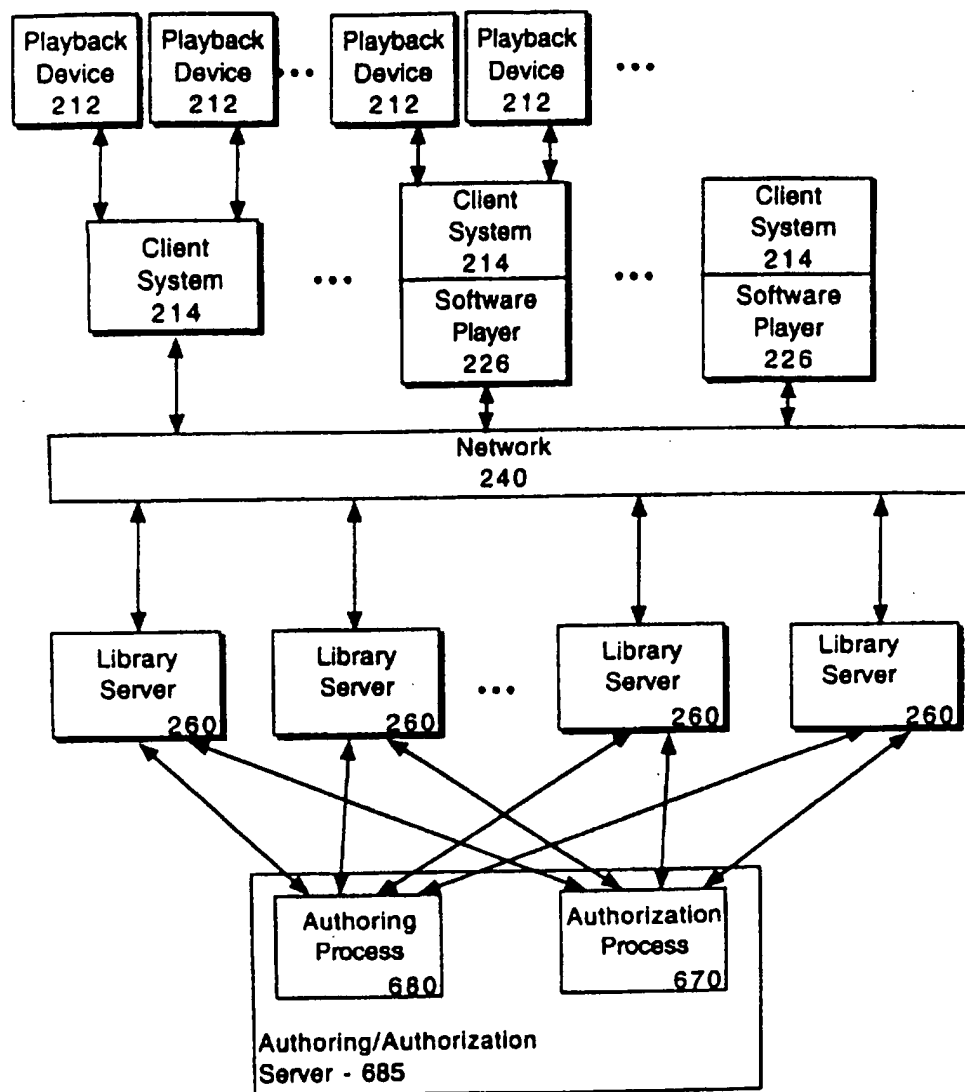 Playback
Device
212
Playback
Device
212
...
Playback
Device
212
Playback
Device
212
...
Client
System
214
...
Client
System
214
Software
Player
226
...
Client
System
214
Software
Player
226
Network
240
Library
Server
260
Library
Server
260
...
Library
Server
260
Library
Server
260
Authoring
Process
680
Authorization
Process
670
Authoring/Authorization
Server - 685